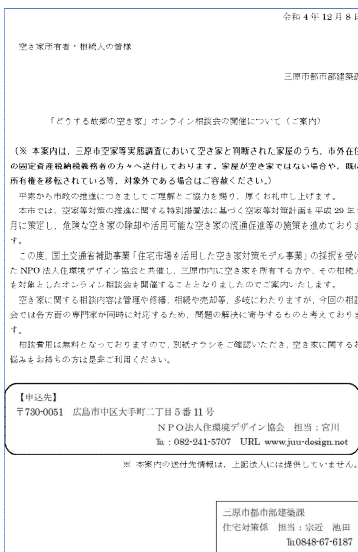 令和４年１２月８日
空き家所有者・相続人の皆様
三原市都市部建築課
「どうする故郷の空き家」オンライン相談会の開催について（ご案内）
（※ 本案内は、三原市空家等実態調査において空き家と判断された家屋のうち、市外在住
の固定資産税納税義務者の方々へ送付しております。家屋が空き家ではない場合や、既に
所有権を移転されている等、対象外である場合はご容赦ください。）
平素から市政の推進につきましてご理解とご協力を賜り、厚くお礼申し上げます。
本市では、空家等対策の推進に関する特別措置法に基づく空家等対策計画を平成 29 年
月に策定し、危険な空き家の除却や活用可能な空き家の流通促進等の施策を進めておりま
す。
この度、国土交通省補助事業「住宅市場を活用した空き家対策モデル事業」の採択を受け
た NPO 法人住環境デザイン協会と共催し、三原市内に空き家を所有する方や、その相続人
を対象としたオンライン相談会を開催することとなりましたのでご案内いたします。
空き家に関する相談内容は管理や修繕、相続や売却等、多岐にわたりますが、今回の相談
会では各方面の専門家が同時に対応するため、問題の解決に寄与するものと考えておりま
す。
相談費用は無料となっておりますので、別紙チラシをご確認いただき、空き家に関するお
悩みをお持ちの方は是非ご利用ください。
【申込先】
〒730-0051 広島市中区大手町二丁目５番 11 号
ＮＰＯ法人住環境デザイン協会 担当：宮川
℡：082-241-5707 URL www.juu-design.net
※ 本案内の送付先情報は、上記法人には提供していません。
三原市都市部建築課
住宅対策係 担当：宗近 池田
℡0848-67-6187